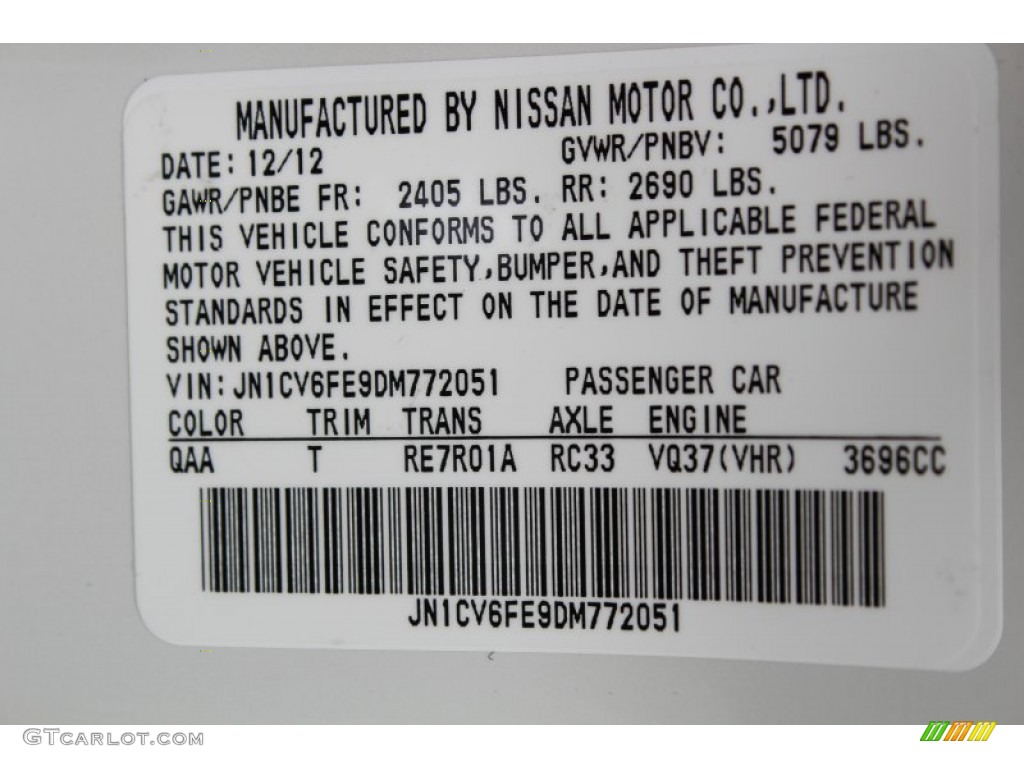 MANUFACTURED BY NISSAN MOTOR CO.,LTD.
DATE: 12/12 GVWR/PNBV: 5079 LBS.
GAWR/PNBE FR: 2405 LBS. RR: 2690 LBS.
THIS VEHICLE CONFORMS TO ALL APPLICABLE FEDERAL
MOTOR VEHICLE SAFETY,BUMPER,AND THEFT PREVENTION
STANDARDS IN EFFECT ON THE DATE OF MANUFACTURE
SHOWN ABOVE.
VIN:JN1CV6FE9DM772051 PASSENGER CAR
COLOR TRIM TRANS AXLE ENGINE
QAA T RE7R01A RC33 VQ37(VHR) 3696CC
JN1CV6FE9DM772051
GTCARLOT.COM